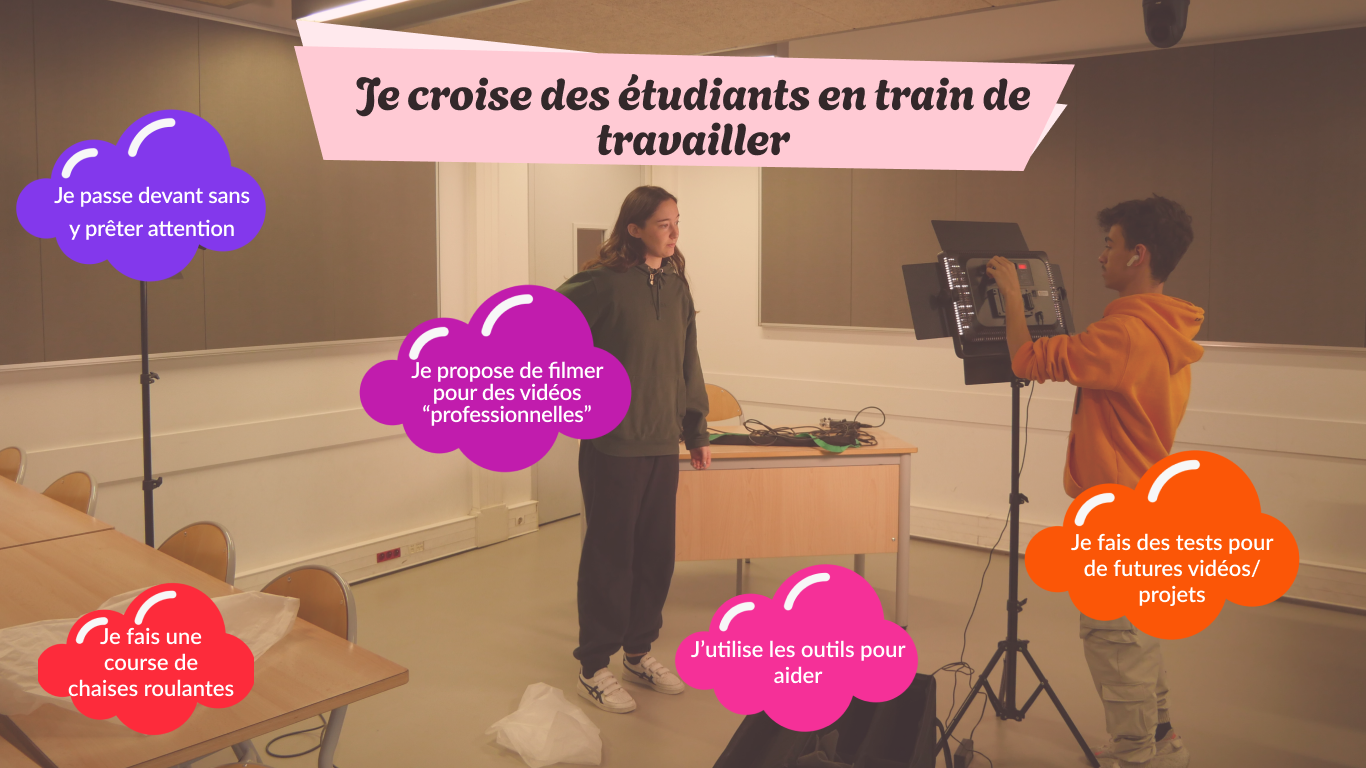 Je croise des étudiants en train de
travailler
Je passe devant sans
y prêter attention
Je propose de filmer
pour des vidéos
“professionnelles”
Je fais des tests pour
de futures vidéos/
projets
Je fais une
course de
chaises roulantes
J’utilise les outils pour
aider